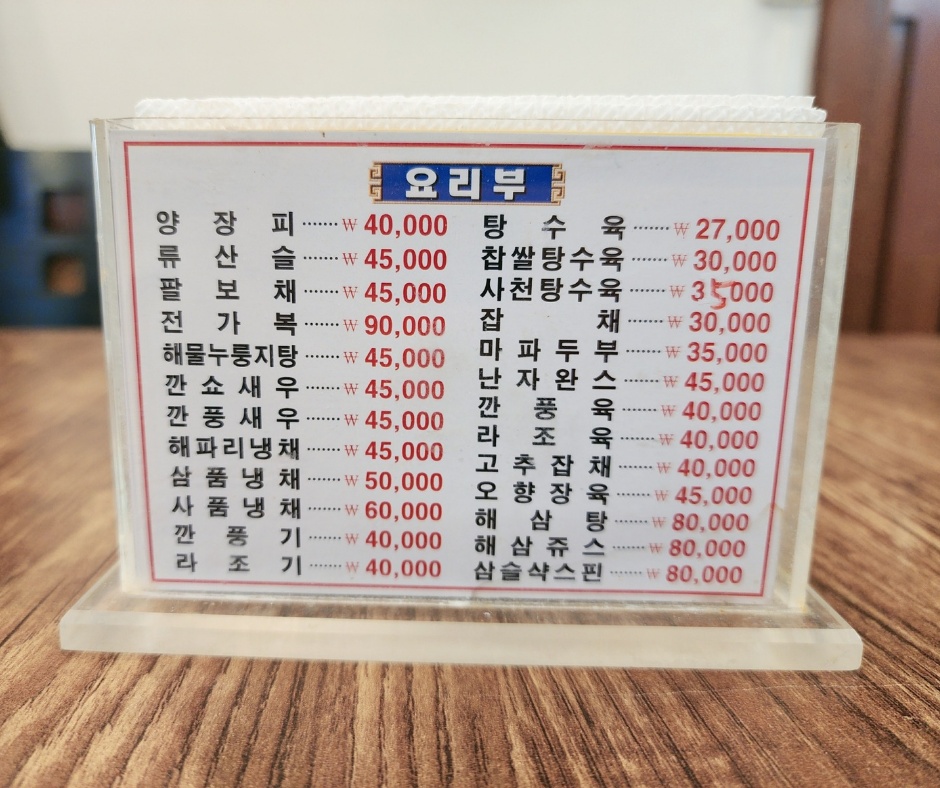 요리부
양 장 피 ······ ₩ 40,000
류 산 슬 ······ ₩ 45,000
팔 보 채 ······ ₩ 45,000
전 가 복 ······ ₩ 90,000
해물누룽지탕 ······ ₩ 45,000
깐 쇼 새 우 ······ ₩ 45,000
깐 풍 새 우 ······ ₩ 45,000
해파리냉채 ······ ₩ 45,000
삼 품 냉 채 ······ ₩ 50,000
사 품 냉 채 ······ ₩ 60,000
깐 풍 기 ······ ₩ 40,000
라 조 기 ······ ₩ 40,000
탕 수 육 ······ ₩ 27,000
찹쌀탕수육 ······ ₩ 30,000
사천탕수육 ······ ₩ 35,000
잡 채 ······ ₩ 30,000
마 파 두 부 ······ ₩ 35,000
난 자 완 스 ······ ₩ 45,000
깐 풍 육 ······ ₩ 40,000
라 조 육 ······ ₩ 40,000
고 추 잡 채 ······ ₩ 40,000
오 향 장 육 ······ ₩ 45,000
해 삼 탕 ······ ₩ 80,000
해 삼 쥬 스 ······ ₩ 80,000
삼슬샥스핀 ······ ₩ 80,000